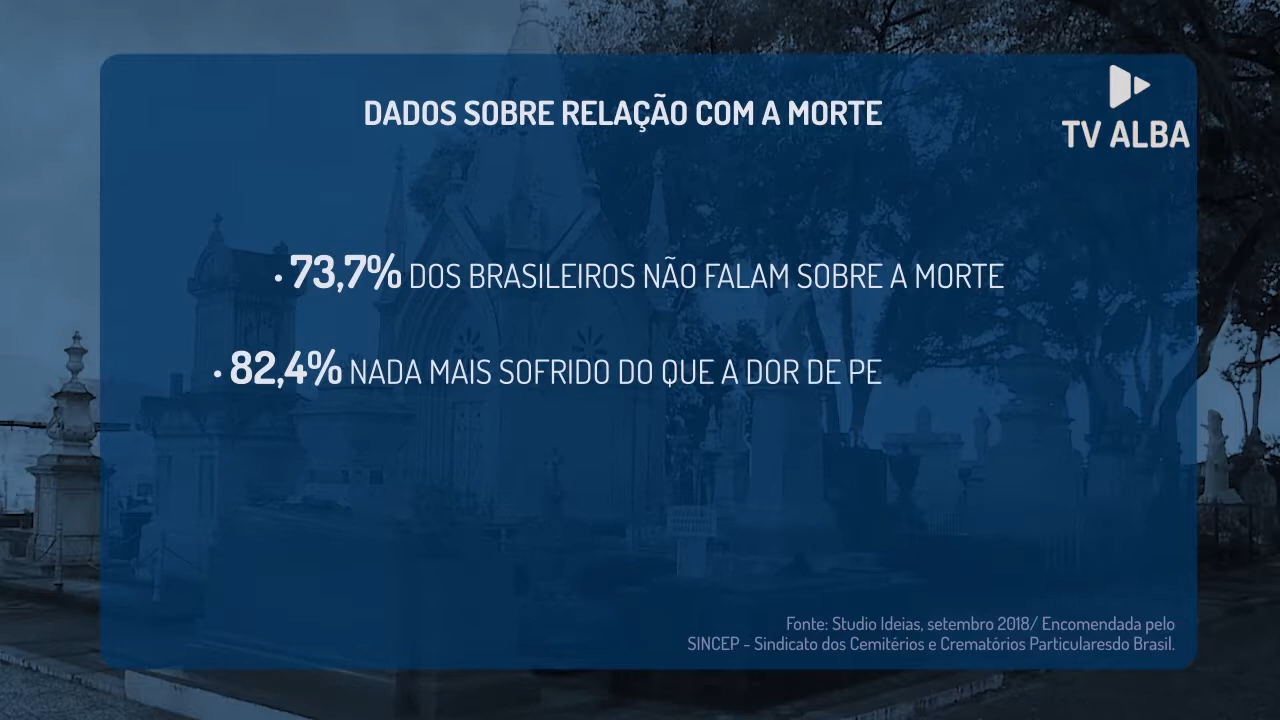 DADOS SOBRE RELAÇÃO COM A MORTE
TV ALBA
• 73,7% DOS BRASILEIROS NÃO FALAM SOBRE A MORTE
• 82,4% NADA MAIS SOFRIDO DO QUE A DOR DE PE
Fonte: Studio Ideias, setembro 2018/ Encomendada pelo
SINCEP - Sindicato dos Cemitérios e Crematórios Particularesdo Brasil.